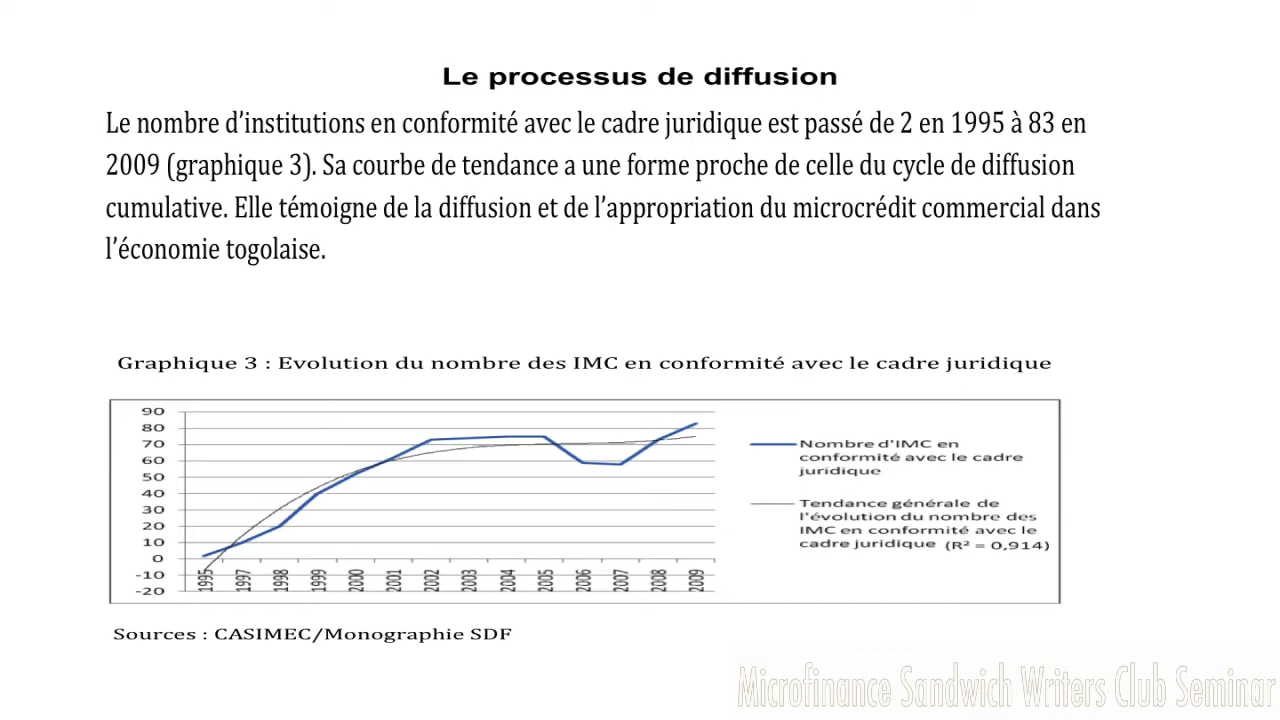 Le processus de diffusion
Le nombre d’institutions en conformité avec le cadre juridique est passé de 2 en 1995 à 83 en
2009 (graphique 3). Sa courbe de tendance a une forme proche de celle du cycle de diffusion
cumulative. Elle témoigne de la diffusion et de l’appropriation du microcrédit commercial dans
l’économie togolaise.
Graphique 3 : Evolution du nombre des IMC en conformité avec le cadre juridique
90
80
70
60
50
40
30
20
10
0
-10
-20
1995 1997 1998 1999 2000 2001 2002 2003 2004 2005 2006 2007 2008 2009
Nombre d'IMC en
conformité avec le cadre
juridique
Tendance générale de
l'évolution du nombre des
IMC en conformité avec le
cadre juridique (R² = 0,914)
Sources : CASIMEC/Monographie SDF
Microfinance Sandwich Writers Club Seminar